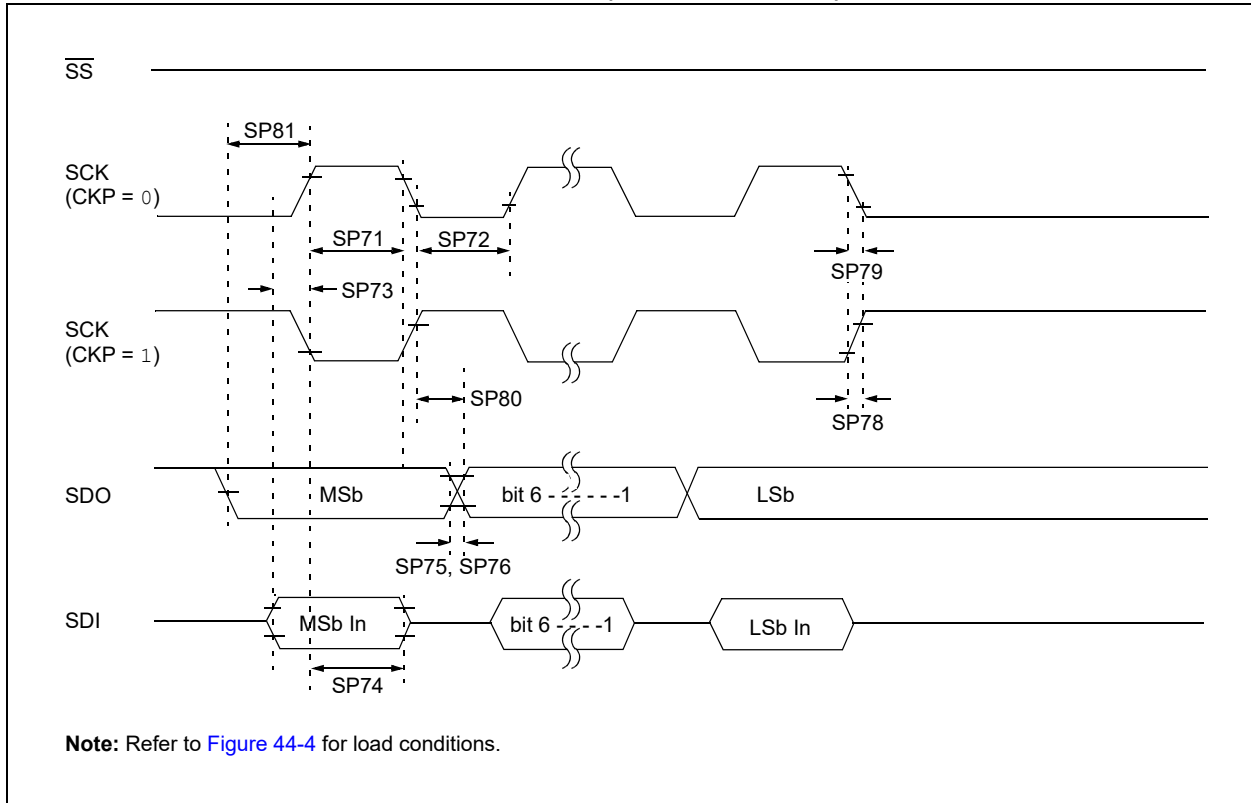 SS
SP81
SCK
(CKP = 0)
SP71
SP72
SP79
SP73
SCK
(CKP = 1)
SP80
SP78
SDO
MSb
bit 6 - - - - - -1
LSb
SP75, SP76
SDI
MSb In
bit 6 - - - -1
LSb In
SP74
Note: Refer to Figure 44-4 for load conditions.